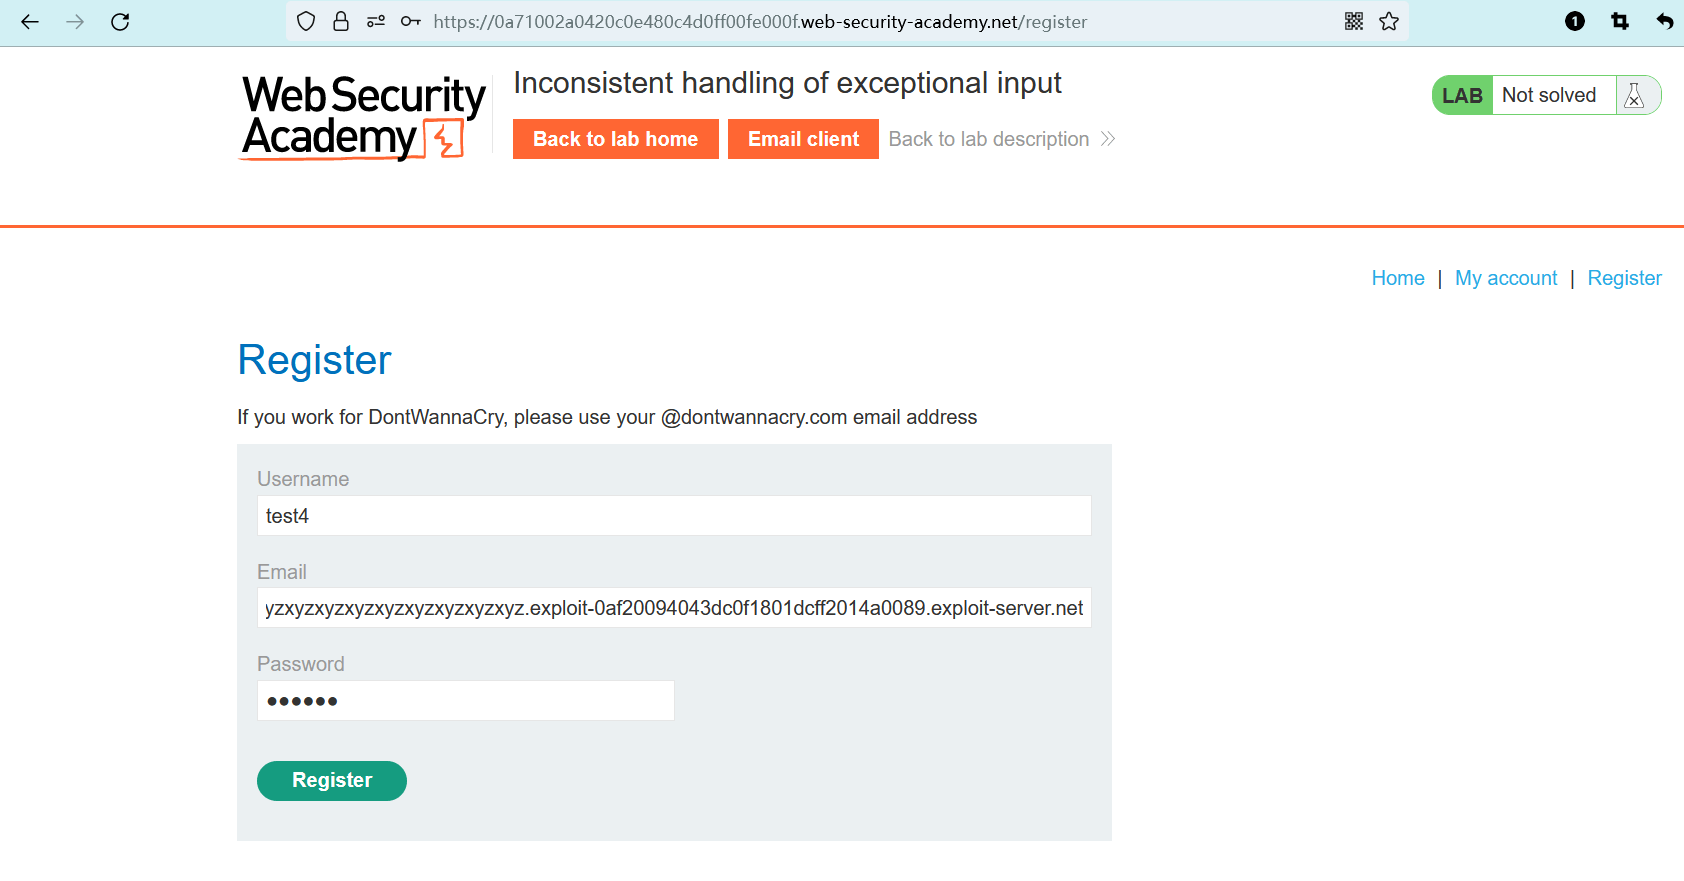 https://0a71002a0420c0e480c4d0ff00fe000f.web-security-academy.net/register
1
Web Security
Academy
Inconsistent handling of exceptional input
Back to lab home
Email client
Back to lab description
LAB
Not solved
Home | My account | Register
Register
If you work for DontWannaCry, please use your @dontwannacry.com email address
Username
test4
Email
yzxyzxyzxyzxyzxyzxyzxyzxyz.exploit-0af20094043dc0f1801dcff2014a0089.exploit-server.net
Password
●●●●●●
Register